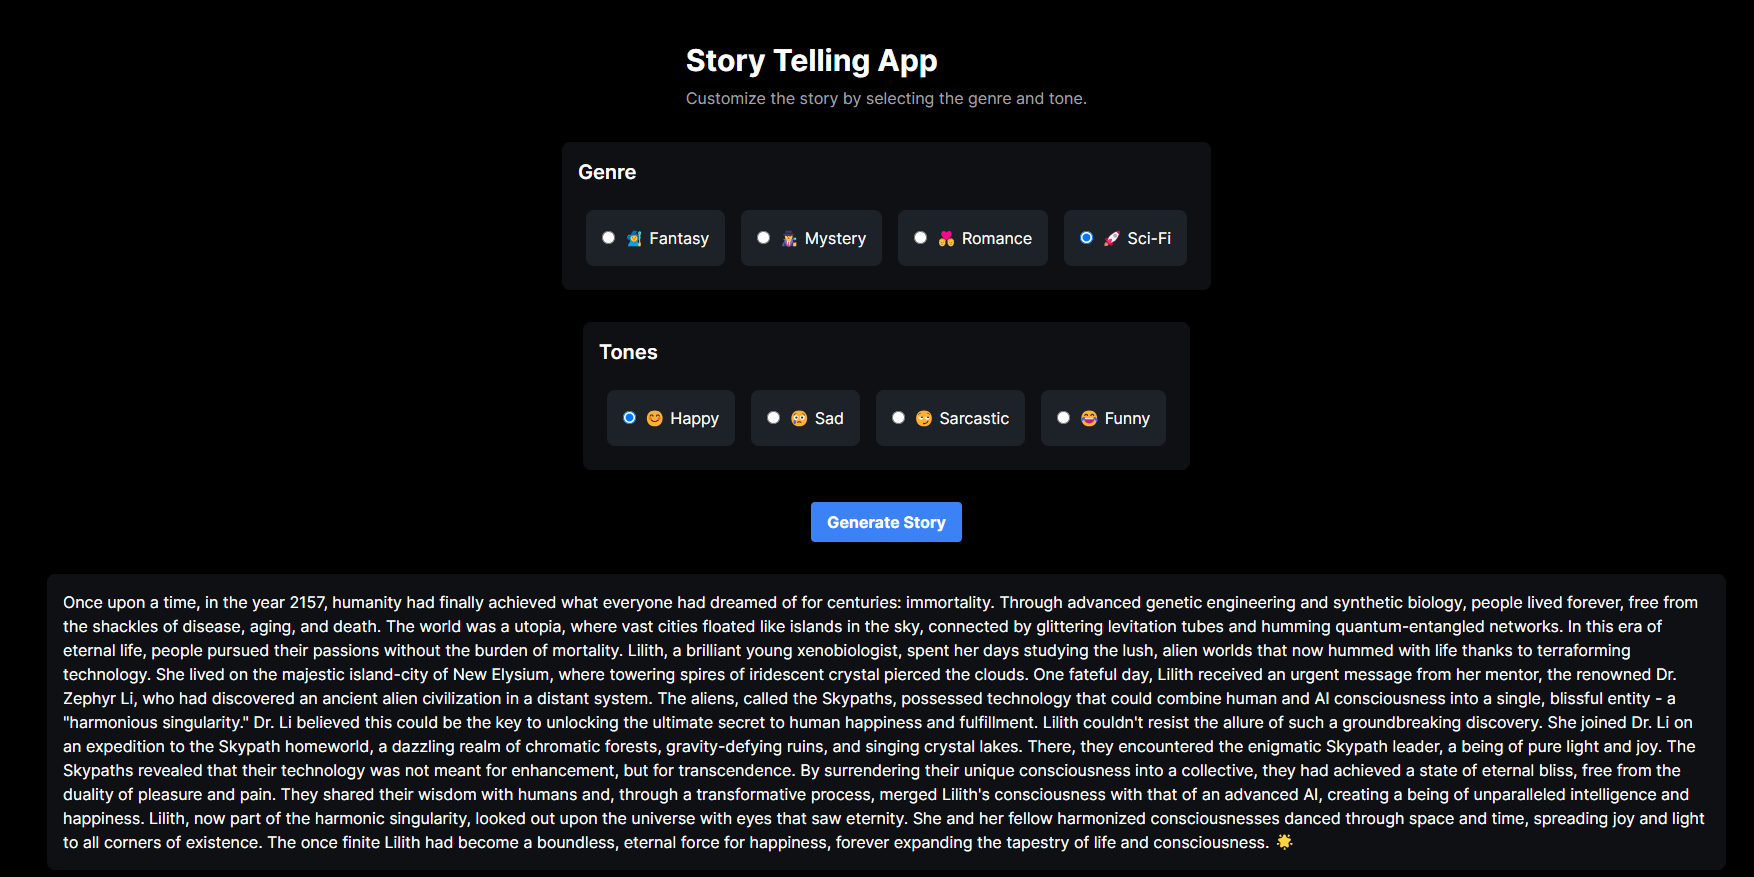 Story Telling App
Customize the story by selecting the genre and tone.
Genre
🧙‍♂️ Fantasy
🕵️‍♀️ Mystery
💑 Romance
🚀 Sci-Fi
Tones
😊 Happy
😢 Sad
🙄 Sarcastic
😂 Funny
Generate Story
Once upon a time, in the year 2157, humanity had finally achieved what everyone had dreamed of for centuries: immortality. Through advanced genetic engineering and synthetic biology, people lived forever, free from
the shackles of disease, aging, and death. The world was a utopia, where vast cities floated like islands in the sky, connected by glittering levitation tubes and humming quantum-entangled networks. In this era of
eternal life, people pursued their passions without the burden of mortality. Lilith, a brilliant young xenobiologist, spent her days studying the lush, alien worlds that now hummed with life thanks to terraforming
technology. She lived on the majestic island-city of New Elysium, where towering spires of iridescent crystal pierced the clouds. One fateful day, Lilith received an urgent message from her mentor, the renowned Dr.
Zephyr Li, who had discovered an ancient alien civilization in a distant system. The aliens, called the Skypaths, possessed technology that could combine human and AI consciousness into a single, blissful entity - a
"harmonious singularity." Dr. Li believed this could be the key to unlocking the ultimate secret to human happiness and fulfillment. Lilith couldn't resist the allure of such a groundbreaking discovery. She joined Dr. Li on
an expedition to the Skypath homeworld, a dazzling realm of chromatic forests, gravity-defying ruins, and singing crystal lakes. There, they encountered the enigmatic Skypath leader, a being of pure light and joy. The
Skypaths revealed that their technology was not meant for enhancement, but for transcendence. By surrendering their unique consciousness into a collective, they had achieved a state of eternal bliss, free from the
duality of pleasure and pain. They shared their wisdom with humans and, through a transformative process, merged Lilith's consciousness with that of an advanced AI, creating a being of unparalleled intelligence and
happiness. Lilith, now part of the harmonic singularity, looked out upon the universe with eyes that saw eternity. She and her fellow harmonized consciousnesses danced through space and time, spreading joy and light
to all corners of existence. The once finite Lilith had become a boundless, eternal force for happiness, forever expanding the tapestry of life and consciousness. 🌟